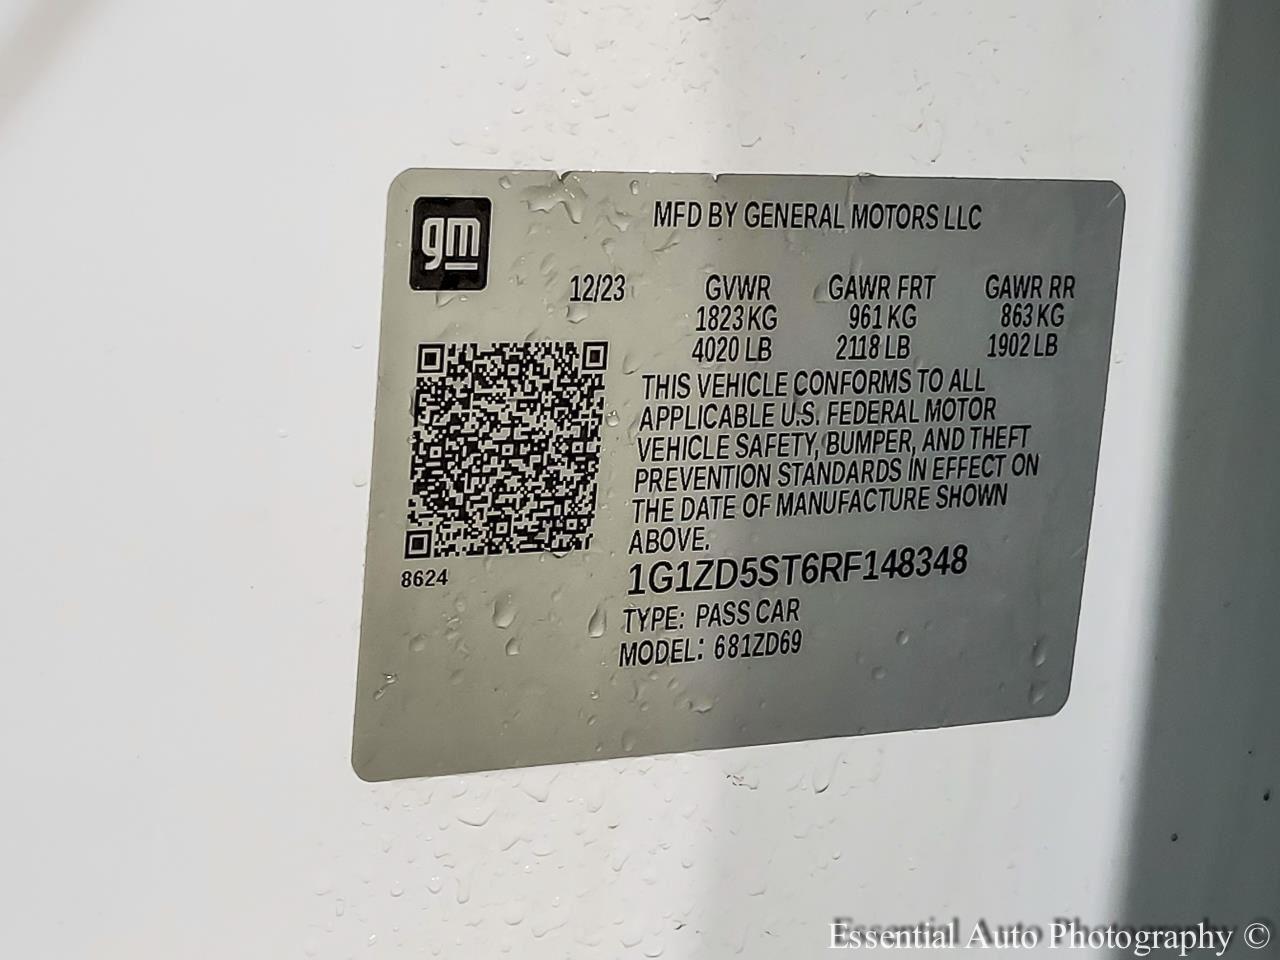 gm
MFD BY GENERAL MOTORS LLC
12/23 GVWR GAWR FRT GAWR RR
1823 KG 961 KG 863 KG
4020 LB 2118 LB 1902 LB
THIS VEHICLE CONFORMS TO ALL
APPLICABLE U.S. FEDERAL MOTOR
VEHICLE SAFETY, BUMPER, AND THEFT
PREVENTION STANDARDS IN EFFECT ON
THE DATE OF MANUFACTURE SHOWN
ABOVE.
8624
1G1ZD5ST6RF148348
TYPE: PASS CAR
MODEL: 681ZD69
Essential Auto Photography ©